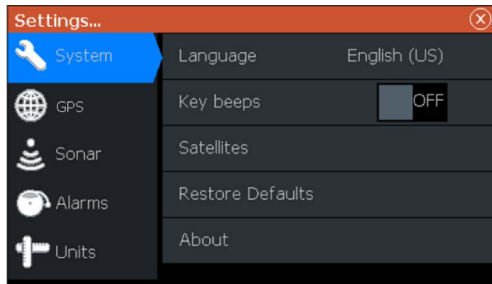 Settings...
System
GPS
Sonar
Alarms
Units
Language English (US)
Key beeps OFF
Satellites
Restore Defaults
About